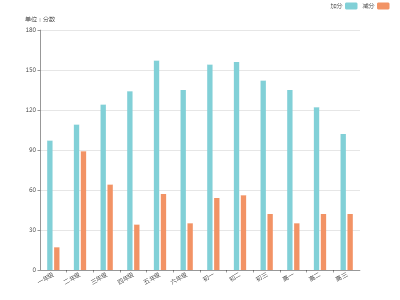 加分 减分
单位：分数
180
150
120
90
60
30
0
一年级 二年级 三年级 四年级 五年级 六年级 初一 初二 初三 高一 高二 高三